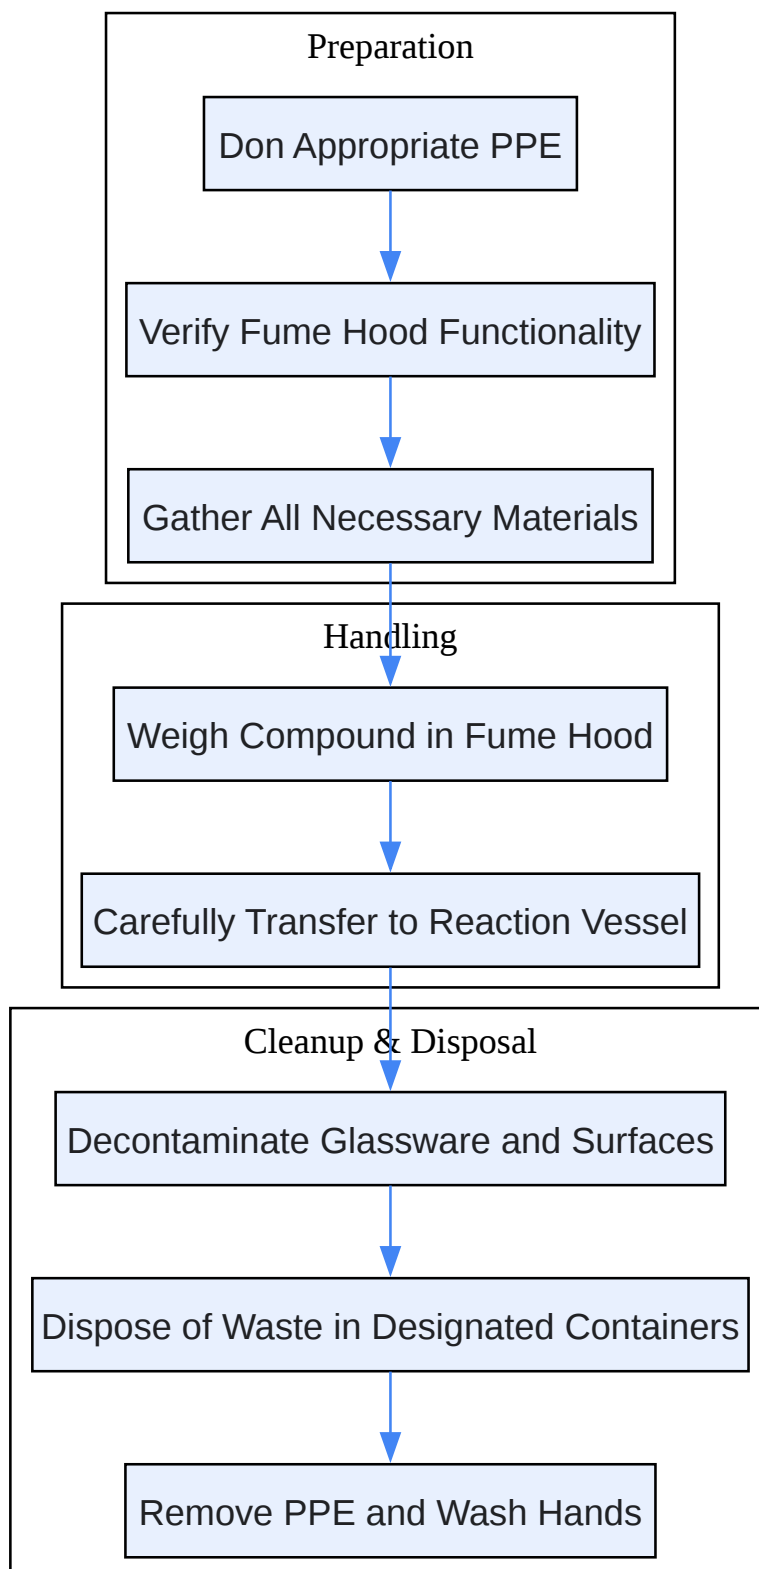 Preparation
Don Appropriate PPE
Verify Fume Hood Functionality
Gather All Necessary Materials
Handling
Weigh Compound in Fume Hood
Carefully Transfer to Reaction Vessel
Cleanup & Disposal
Decontaminate Glassware and Surfaces
Dispose of Waste in Designated Containers
Remove PPE and Wash Hands